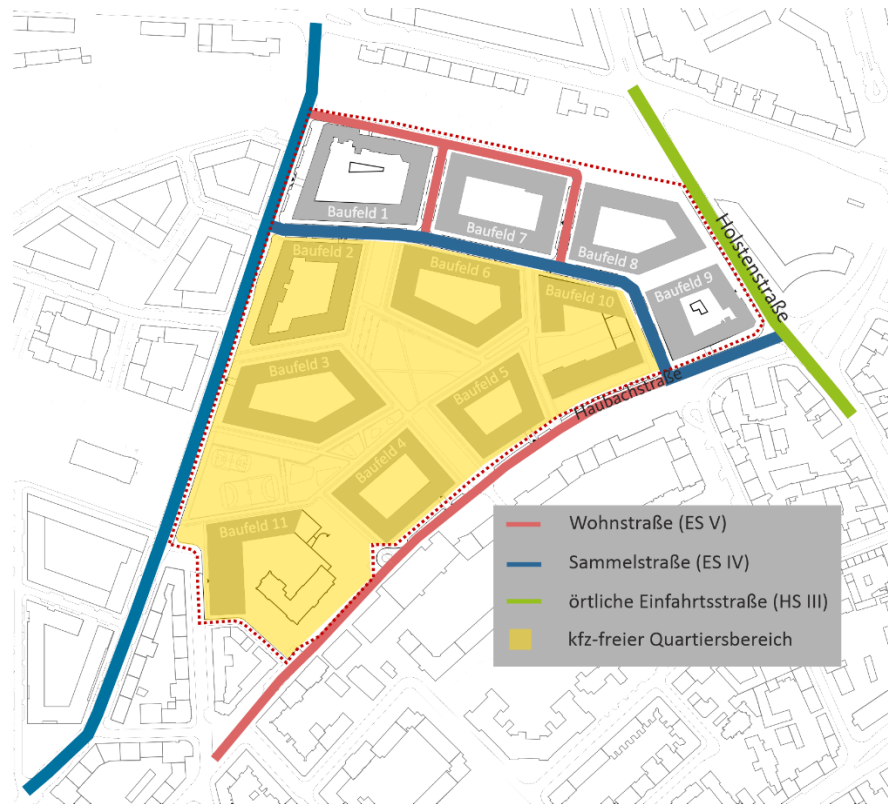 Baufeld 1
Baufeld 7
Baufeld 8
Holstenstraße
Baufeld 2
Baufeld 6
Baufeld 9
Baufeld 10
Baufeld 3
Baufeld 5
Haubachstraße
Baufeld 4
Baufeld 11
Wohnstraße (ES V)
Sammelstraße (ES IV)
örtliche Einfahrtsstraße (HS III)
kfz-freier Quartiersbereich